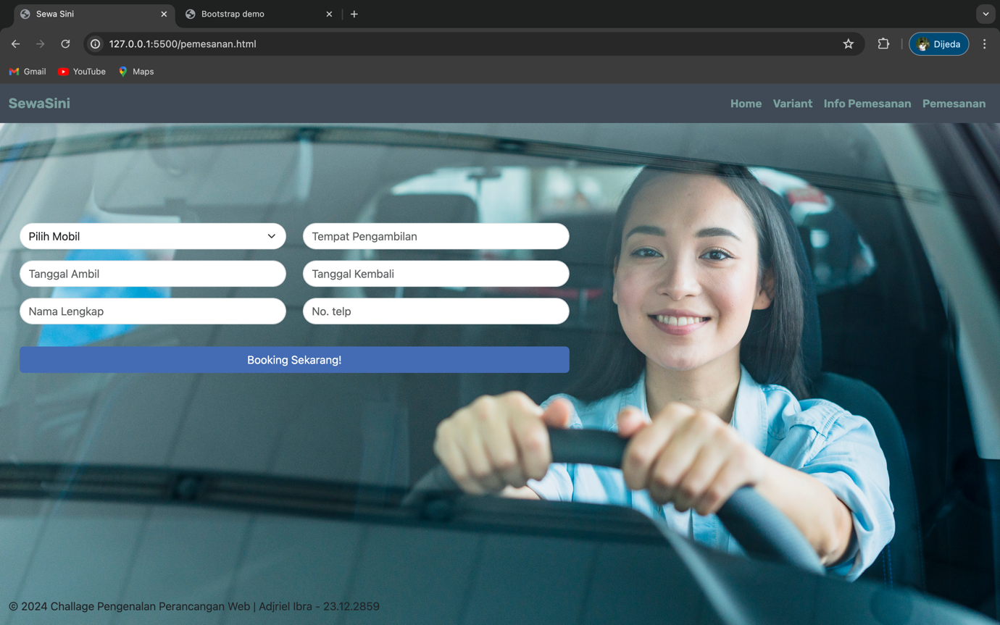 Sewa Sini
Bootstrap demo
127.0.0.1:5500/pemesanan.html
Dijeda
Gmail
YouTube
Maps
SewaSini
Home
Variant
Info Pemesanan
Pemesanan
Pilih Mobil
Tempat Pengambilan
Tanggal Ambil
Tanggal Kembali
Nama Lengkap
No. telp
Booking Sekarang!
© 2024 Challage Pengenalan Perancangan Web | Adjriel Ibra - 23.12.2859